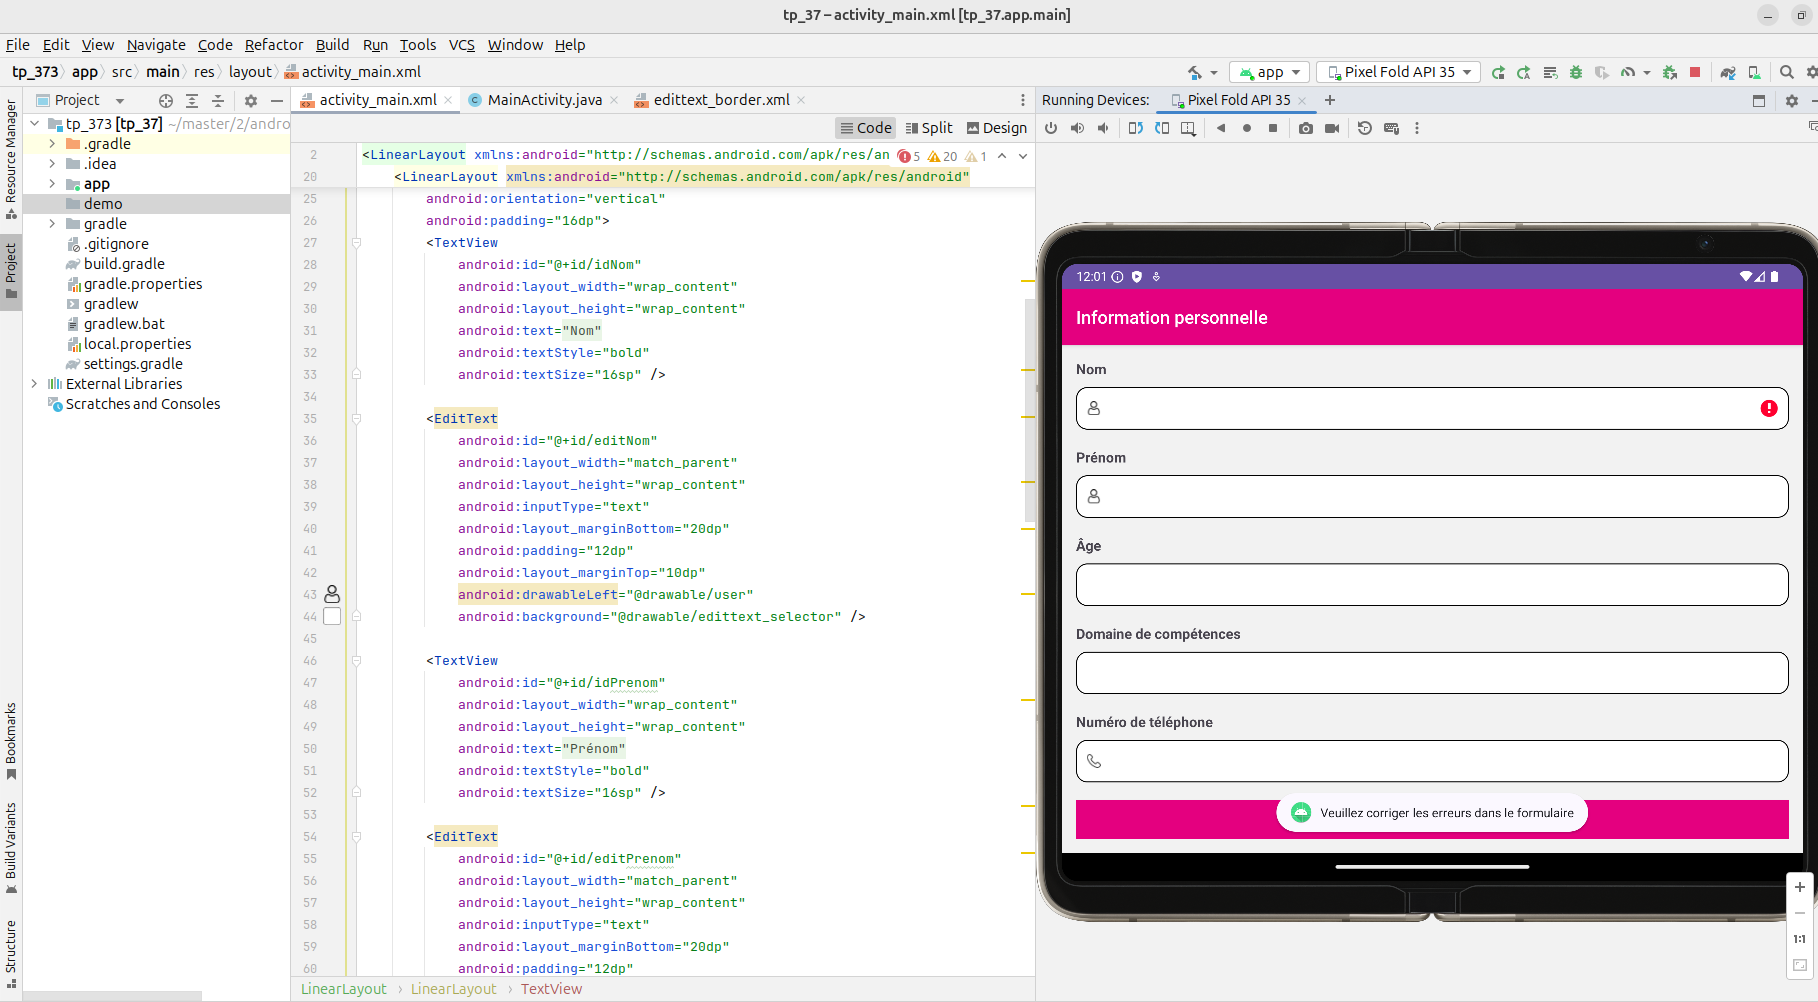 tp_37 – activity_main.xml [tp_37.app.main]
File Edit View Navigate Code Refactor Build Run Tools VCS Window Help
tp_373 app src main res layout activity_main.xml
app Pixel Fold API 35
Project
activity_main.xml MainActivity.java edittext_border.xml
Running Devices: Pixel Fold API 35
Code Split Design
Resource Manager
Project
Bookmarks
Build Variants
Structure
tp_373 [tp_37] ~/master/2/andro
.gradle
.idea
app
demo
gradle
.gitignore
build.gradle
gradle.properties
gradlew
gradlew.bat
local.properties
settings.gradle
External Libraries
Scratches and Consoles
5 20 1
2 <LinearLayout xmlns:android="http://schemas.android.com/apk/res/an
20 <LinearLayout xmlns:android="http://schemas.android.com/apk/res/android"
25 android:orientation="vertical"
26 android:padding="16dp">
27 <TextView
28 android:id="@+id/idNom"
29 android:layout_width="wrap_content"
30 android:layout_height="wrap_content"
31 android:text="Nom"
32 android:textStyle="bold"
33 android:textSize="16sp" />
34
35 <EditText
36 android:id="@+id/editNom"
37 android:layout_width="match_parent"
38 android:layout_height="wrap_content"
39 android:inputType="text"
40 android:layout_marginBottom="20dp"
41 android:padding="12dp"
42 android:layout_marginTop="10dp"
43 android:drawableLeft="@drawable/user"
44 android:background="@drawable/edittext_selector" />
45
46 <TextView
47 android:id="@+id/idPrenom"
48 android:layout_width="wrap_content"
49 android:layout_height="wrap_content"
50 android:text="Prénom"
51 android:textStyle="bold"
52 android:textSize="16sp" />
53
54 <EditText
55 android:id="@+id/editPrenom"
56 android:layout_width="match_parent"
57 android:layout_height="wrap_content"
58 android:inputType="text"
59 android:layout_marginBottom="20dp"
60 android:padding="12dp"
LinearLayout › LinearLayout › TextView
12:01
Information personnelle
Nom
Prénom
Âge
Domaine de compétences
Numéro de téléphone
Veuillez corriger les erreurs dans le formulaire
1:1